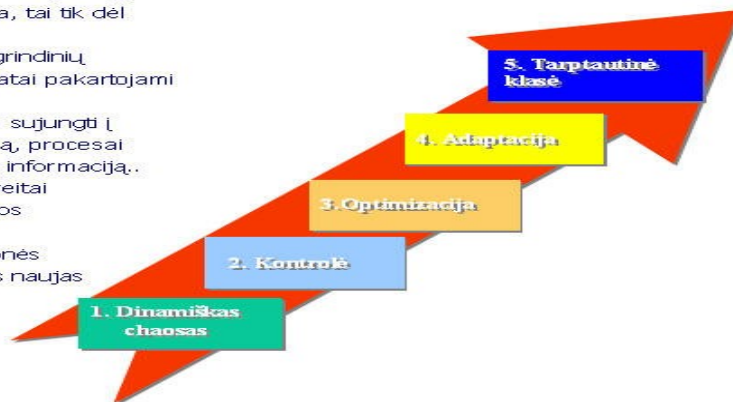 a, tai tik dėl
grindinių
atai pakartojami
sujungti į
ą, procesai
informaciją..
eitai
os
onės
s naujas
5. Tarptautinė
klasė
4. Adaptacija
3.Optimizacija
2. Kontrolė
1. Dinamiškas
chaosas